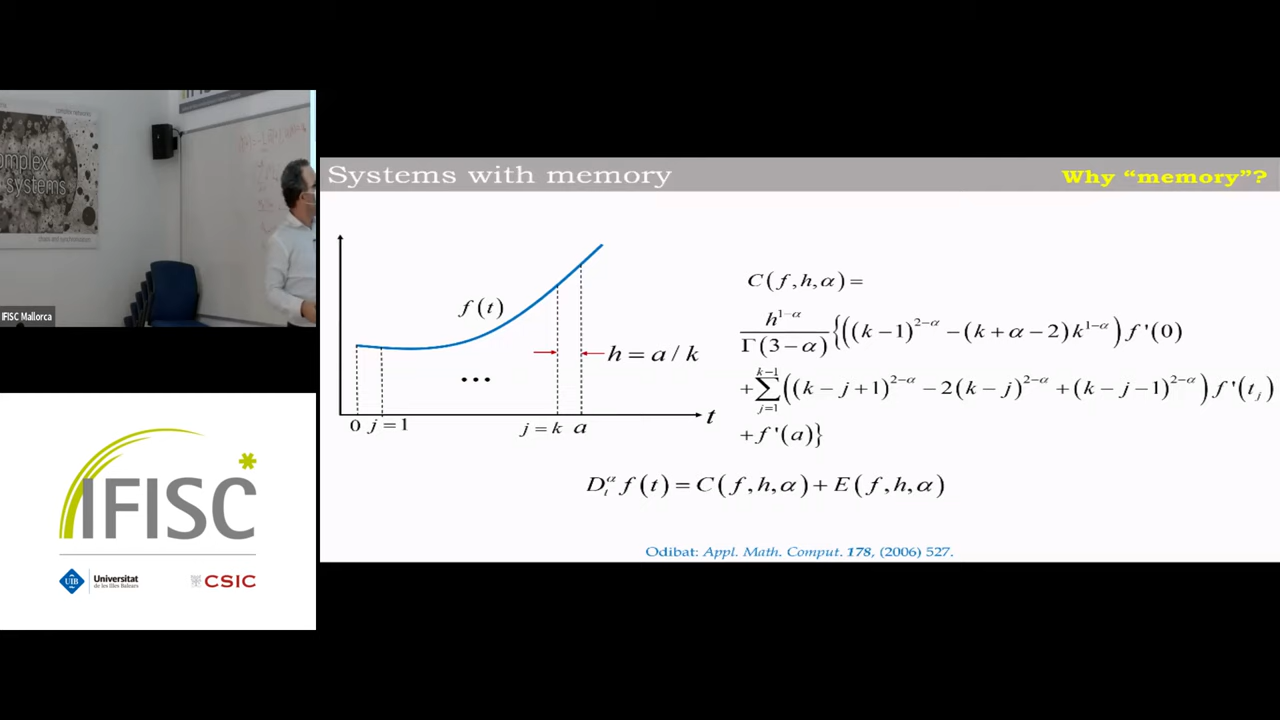 complex
systems
IFISC Mallorca
IFISC
UIB Universitat
de les Illes Balears
CSIC
Systems with memory
Why “memory”?
f(t)
h = a / k
...
0 j = 1
j = k a
t
C(f,h,α) =
h^{1−α} / Γ(3−α) {((k−1)^{2−α} −(k+α−2)k^{1−α}) f'(0)
+∑_{j=1}^{k−1}((k−j+1)^{2−α} −2(k−j)^{2−α} +(k−j−1)^{2−α}) f'(t_j)
+f'(a)}
D_t^α f(t) = C(f,h,α)+E(f,h,α)
Odibat: Appl. Math. Comput. 178, (2006) 527.